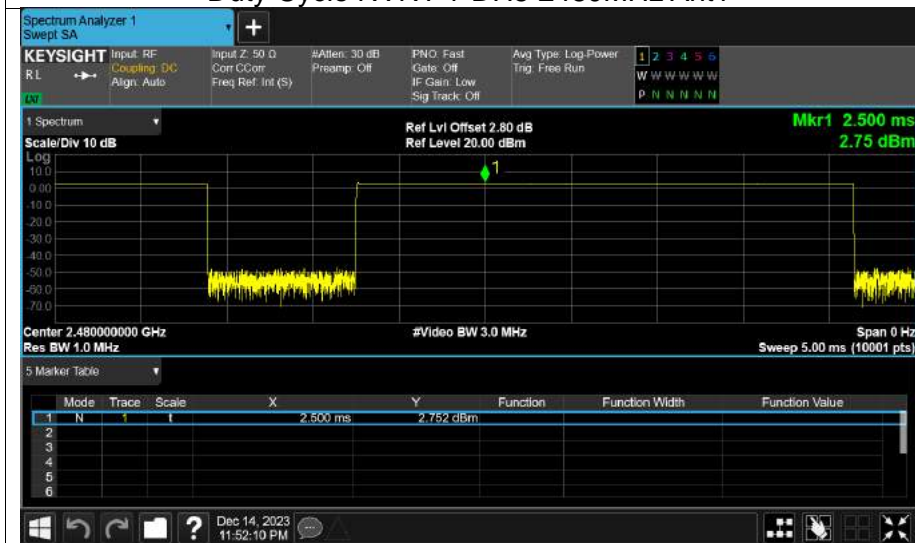 Spectrum Analyzer 1
Swept SA
+
KEYSIGHT Input: RF Input Z: 50 Ω #Atten: 30 dB PNO: Fast Avg Type: Log-Power 1 2 3 4 5 6
RL Coupling: DC Corr CCorr Preamp: Off Gate: Off Trig: Free Run W W W W W W
Align: Auto Freq Ref: Int (S) IF Gain: Low
Sig Track: Off P N N N N N
1 Spectrum
Ref Lvl Offset 2.80 dB Mkr1 2.500 ms
Scale/Div 10 dB Ref Level 20.00 dBm 2.75 dBm
Log
10.0
1
0.00
-10.0
-20.0
-30.0
-40.0
-50.0
-60.0
-70.0
Center 2.480000000 GHz #Video BW 3.0 MHz Span 0 Hz
Res BW 1.0 MHz Sweep 5.00 ms (10001 pts)
5 Marker Table
Mode Trace Scale X Y Function Function Width Function Value
1 N 1 t 2.500 ms 2.752 dBm
2
3
4
5
6
? Dec 14, 2023
11:52:10 PM